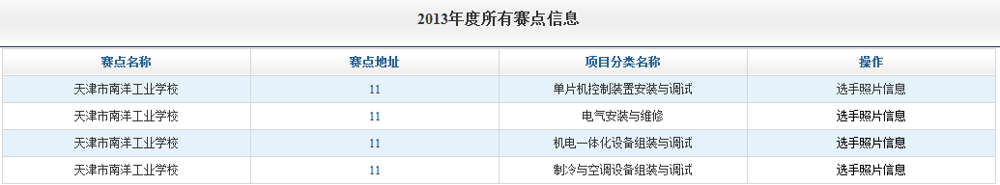 2013年度所有赛点信息
赛点名称 赛点地址 项目分类名称 操作
天津市南洋工业学校 11 单片机控制装置安装与调试 选手照片信息
天津市南洋工业学校 11 电气安装与维修 选手照片信息
天津市南洋工业学校 11 机电一体化设备组装与调试 选手照片信息
天津市南洋工业学校 11 制冷与空调设备组装与调试 选手照片信息